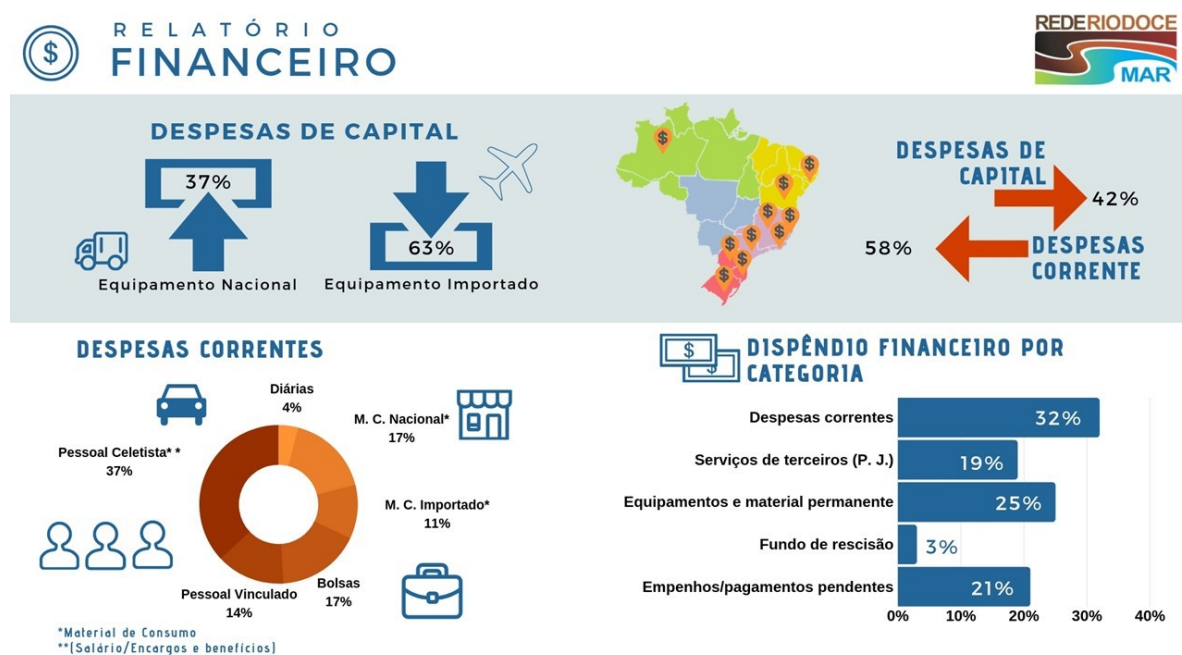 RELATÓRIO
FINANCEIRO
REDERIODOCE
MAR
DESPESAS DE CAPITAL
37%
63%
Equipamento Nacional
Equipamento Importado
DESPESAS DE
CAPITAL
42%
58%
DESPESAS
CORRENTE
DESPESAS CORRENTES
Diárias
4%
M. C. Nacional*
17%
Pessoal Celetista* *
37%
M. C. Importado*
11%
Bolsas
17%
Pessoal Vinculado
14%
*Material de Consumo
**(Salário/Encargos e benefícios)
DISPÊNDIO FINANCEIRO POR
CATEGORIA
Despesas correntes
32%
Serviços de terceiros (P. J.)
19%
Equipamentos e material permanente
25%
Fundo de rescisão
3%
Empenhos/pagamentos pendentes
21%
0% 10% 20% 30% 40%